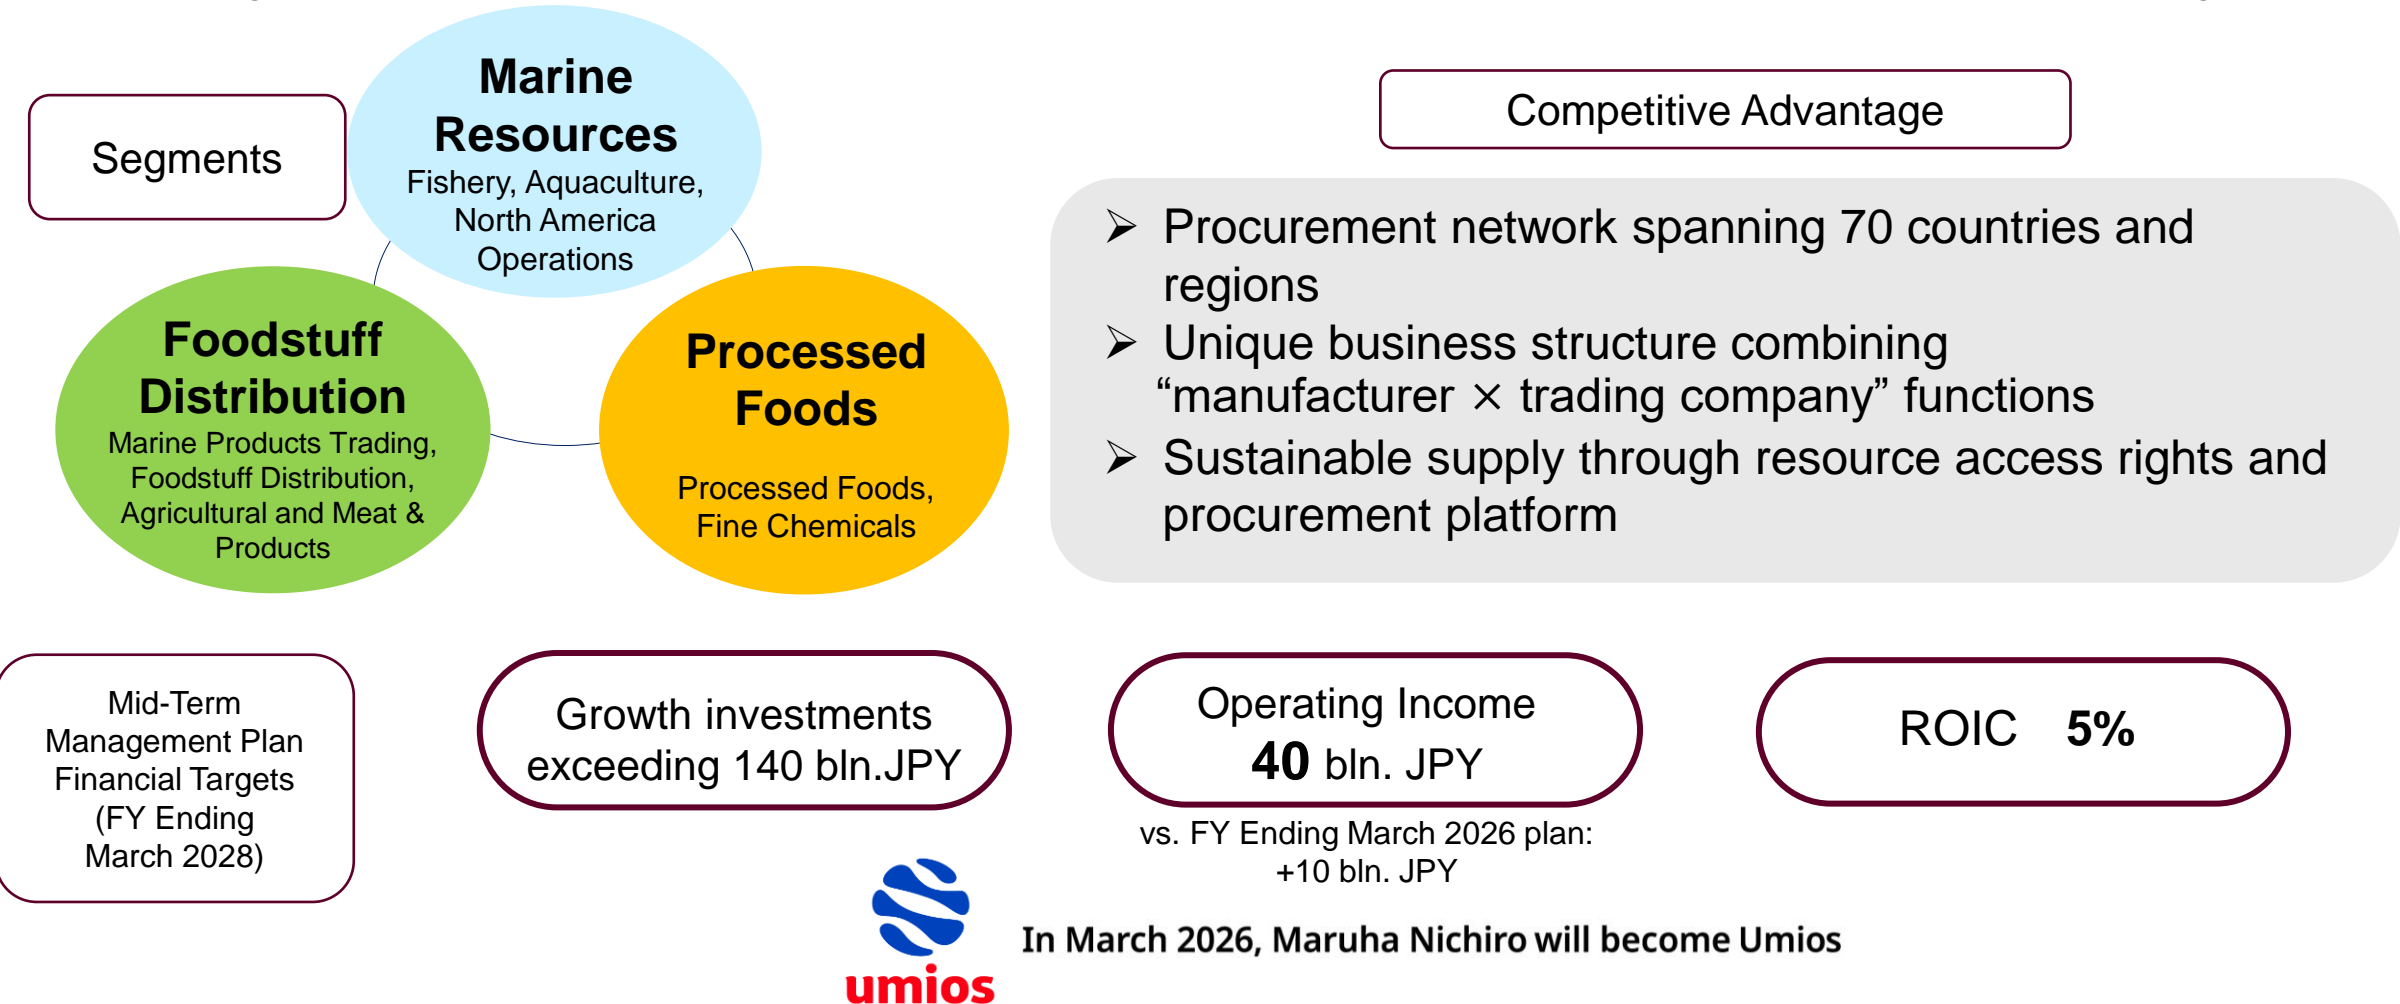 Segments
Marine
Resources
Fishery, Aquaculture,
North America
Operations
Foodstuff
Distribution
Marine Products Trading,
Foodstuff Distribution,
Agricultural and Meat &
Products
Processed
Foods
Processed Foods,
Fine Chemicals
Competitive Advantage
➢ Procurement network spanning 70 countries and
regions
➢ Unique business structure combining
“manufacturer × trading company” functions
➢ Sustainable supply through resource access rights and
procurement platform
Mid-Term
Management Plan
Financial Targets
(FY Ending
March 2028)
Growth investments
exceeding 140 bln.JPY
Operating Income
40 bln. JPY
vs. FY Ending March 2026 plan:
+10 bln. JPY
ROIC 5%
umios
In March 2026, Maruha Nichiro will become Umios